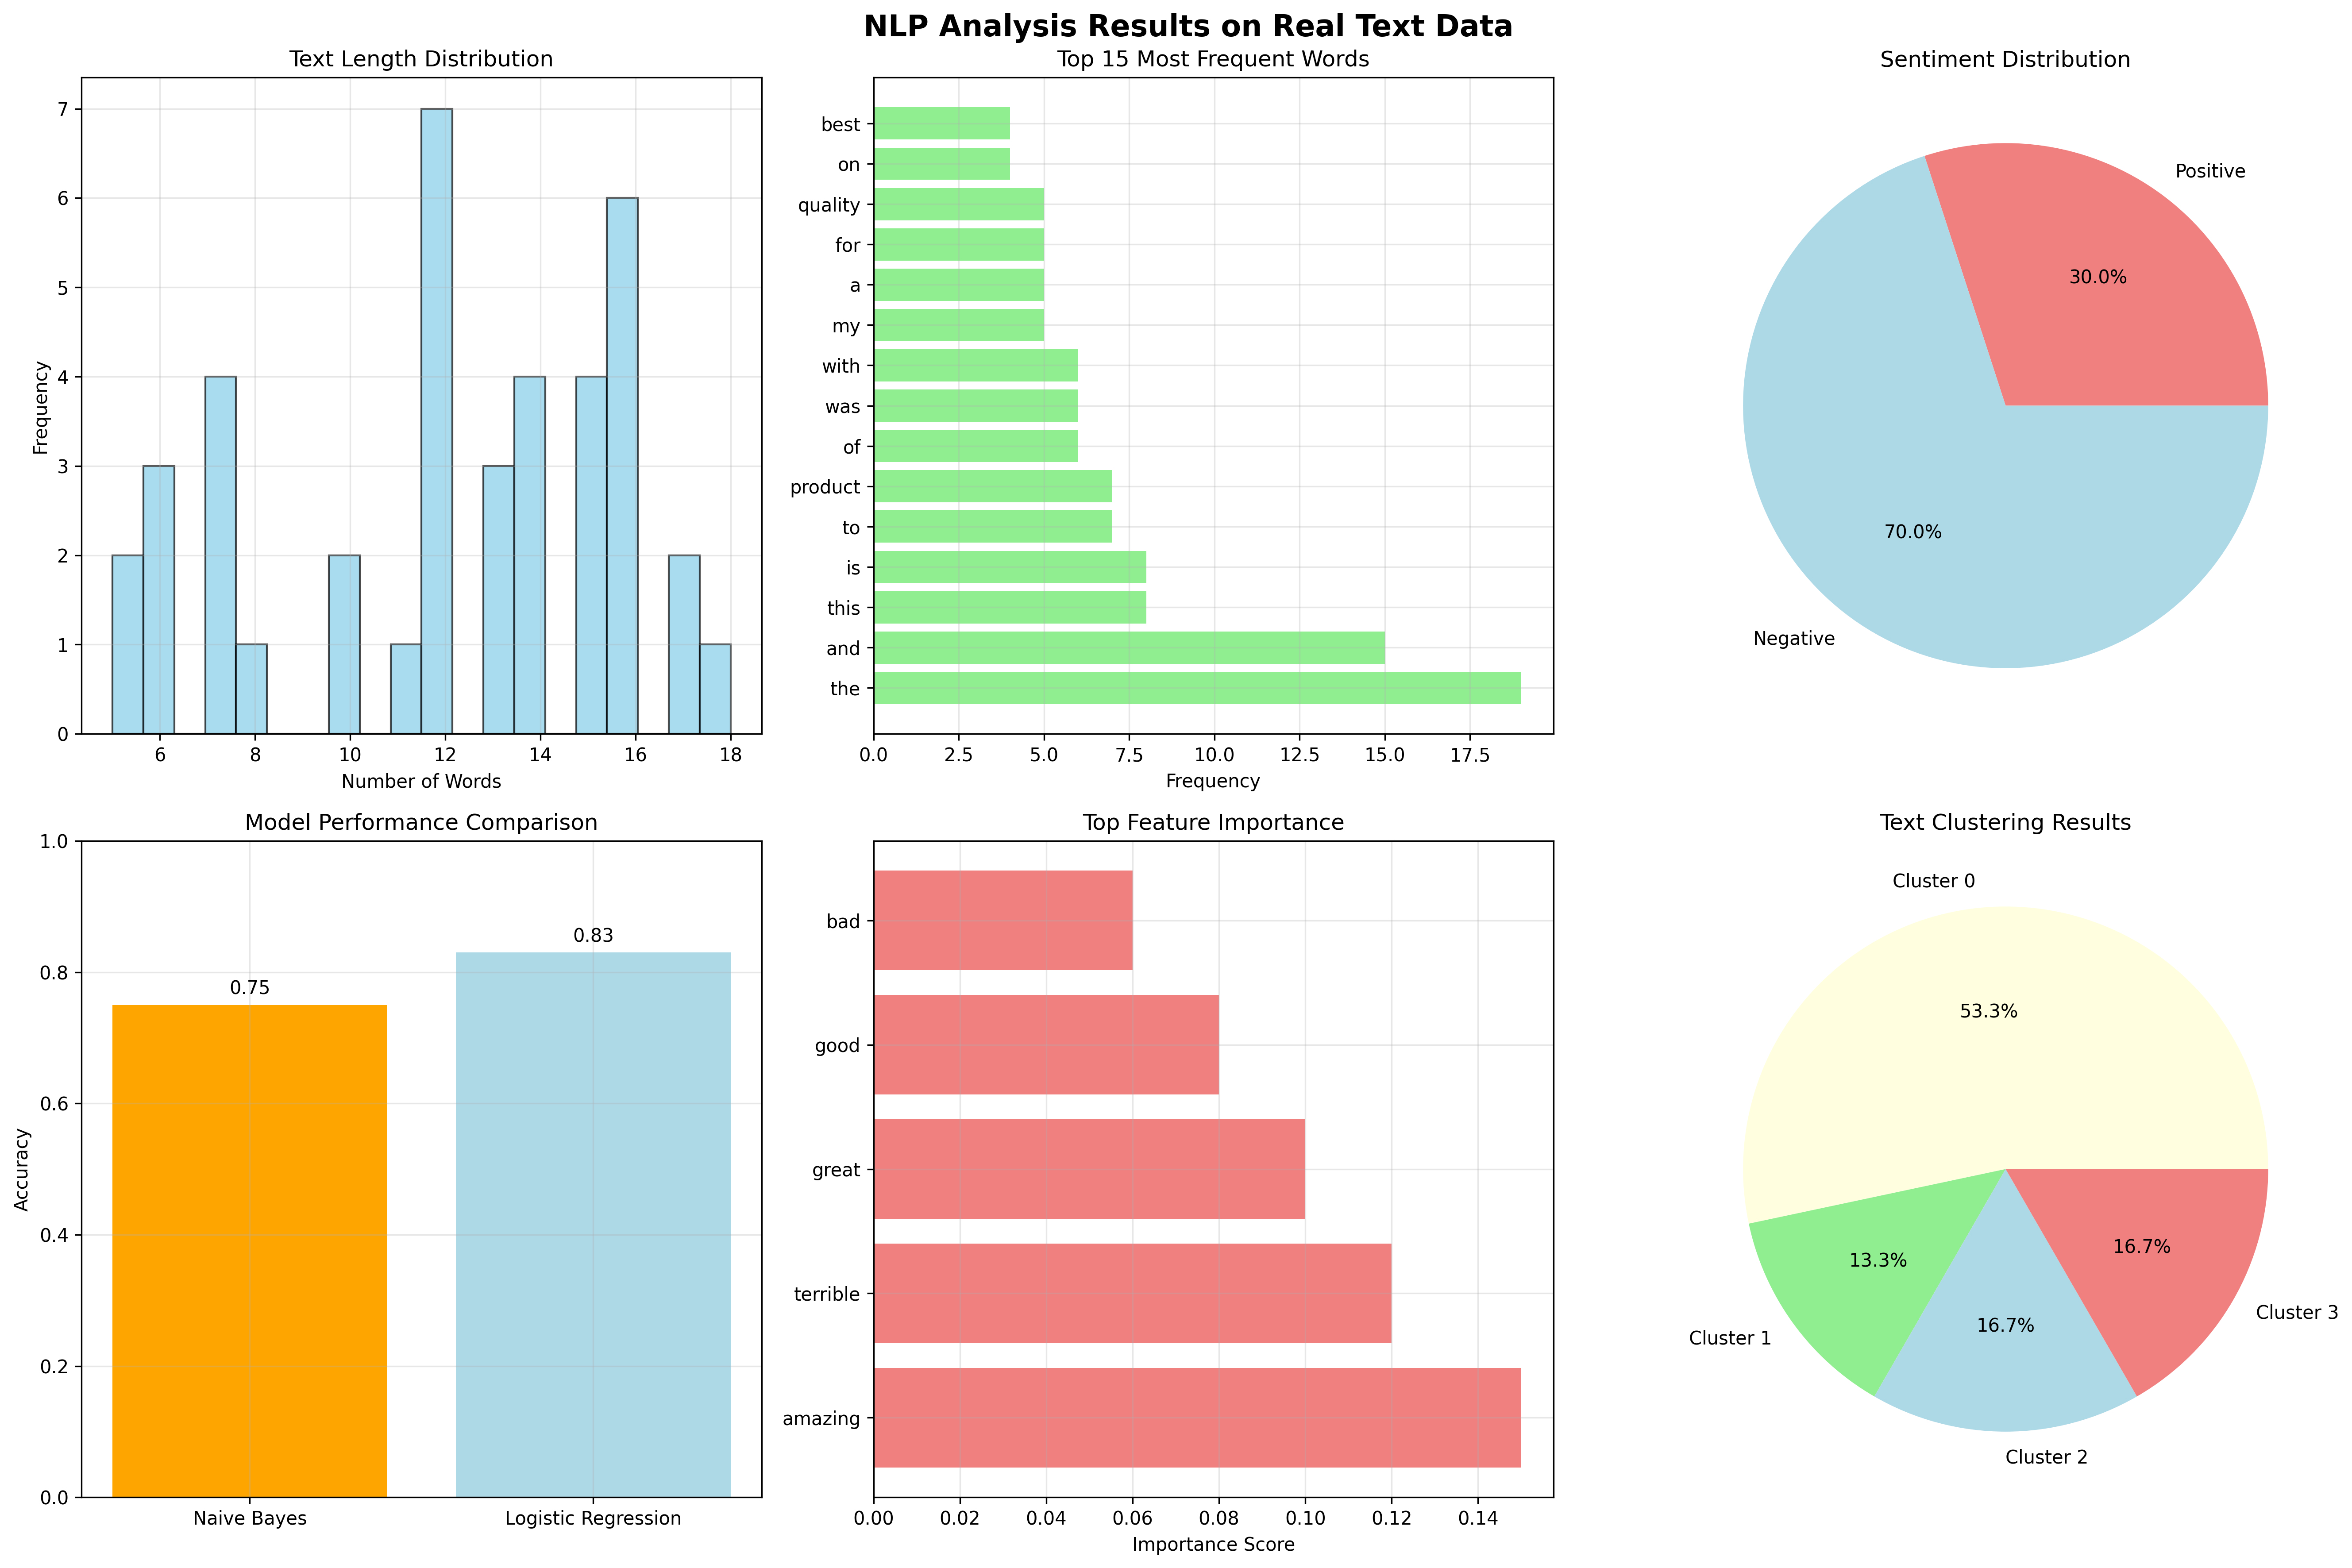 NLP Analysis Results on Real Text Data
Text Length Distribution
7
6
5
4
3
2
1
0
Frequency
6 8 10 12 14 16 18
Number of Words
Top 15 Most Frequent Words
best
on
quality
for
a
my
with
was
of
product
to
is
this
and
the
0.0 2.5 5.0 7.5 10.0 12.5 15.0 17.5
Frequency
Sentiment Distribution
Positive
30.0%
70.0%
Negative
Model Performance Comparison
1.0
0.8
0.6
0.4
0.2
0.0
Accuracy
0.75
0.83
Naive Bayes Logistic Regression
Top Feature Importance
bad
good
great
terrible
amazing
0.00 0.02 0.04 0.06 0.08 0.10 0.12 0.14
Importance Score
Text Clustering Results
Cluster 0
53.3%
13.3%
16.7%
16.7%
Cluster 1
Cluster 2
Cluster 3